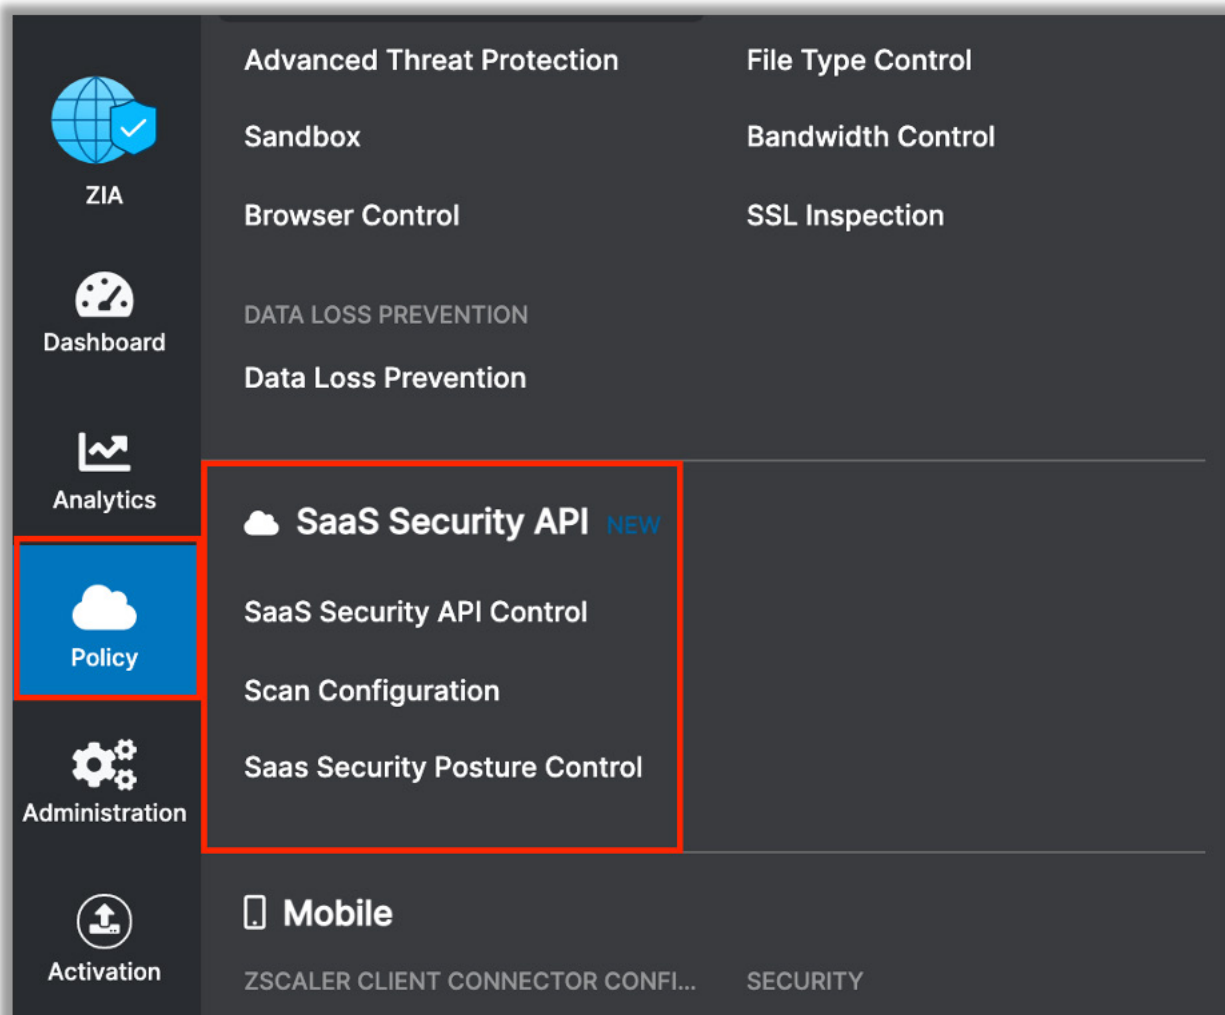 ZIA
Dashboard
Analytics
Policy
Administration
Activation
Advanced Threat Protection
File Type Control
Sandbox
Bandwidth Control
Browser Control
SSL Inspection
DATA LOSS PREVENTION
Data Loss Prevention
SaaS Security API NEW
SaaS Security API Control
Scan Configuration
Saas Security Posture Control
Mobile
ZSCALER CLIENT CONNECTOR CONFI...
SECURITY